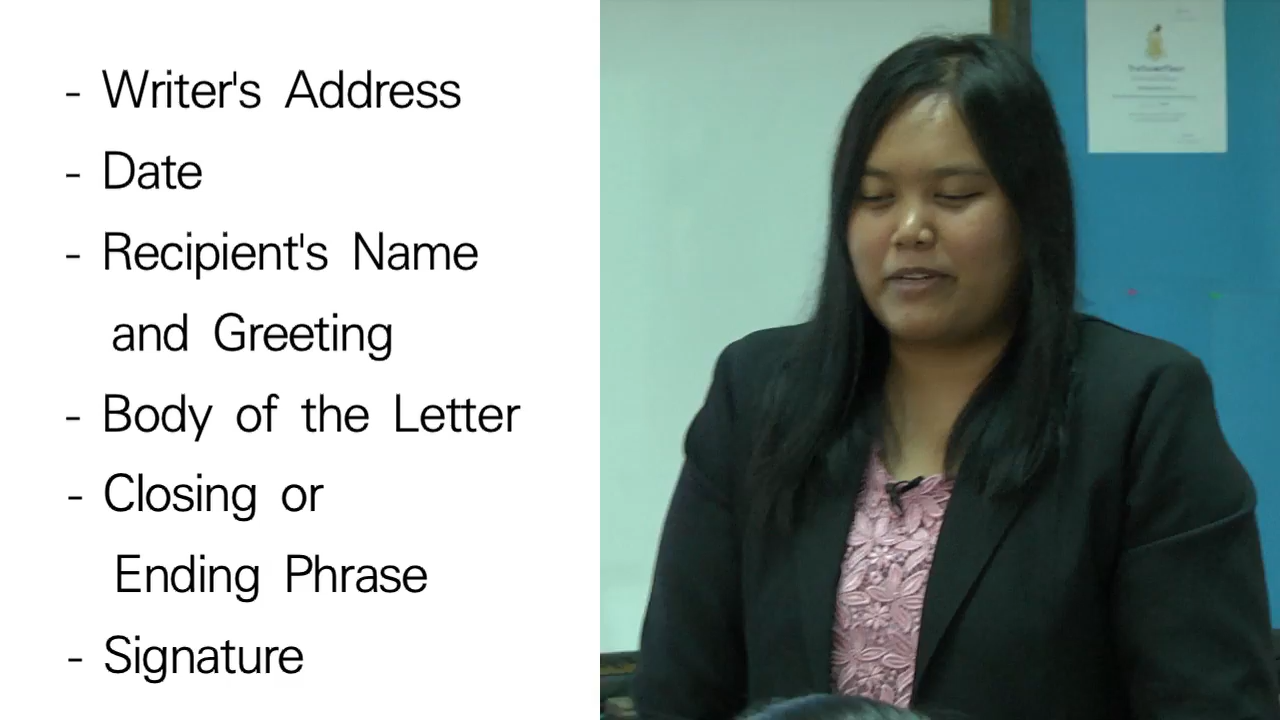 - Writer's Address
- Date
- Recipient's Name
and Greeting
- Body of the Letter
- Closing or
Ending Phrase
- Signature